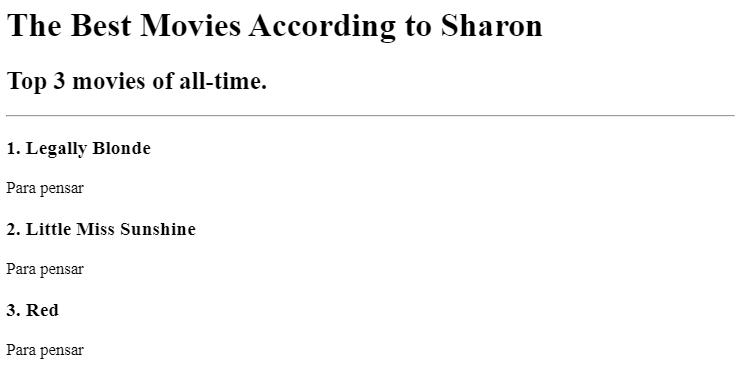 The Best Movies According to Sharon
Top 3 movies of all-time.
1. Legally Blonde
Para pensar
2. Little Miss Sunshine
Para pensar
3. Red
Para pensar